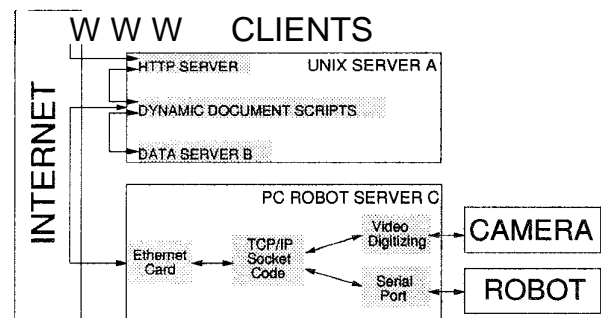 W W W CLIENTS
INTERNET
UNIX SERVER A
HTTP SERVER
DYNAMIC DOCUMENT SCRIPTS
DATA SERVER B
PC ROBOT SERVER C
Ethernet
Card
TCP/IP
Socket
Code
Video
Digitizing
Serial
Port
CAMERA
ROBOT